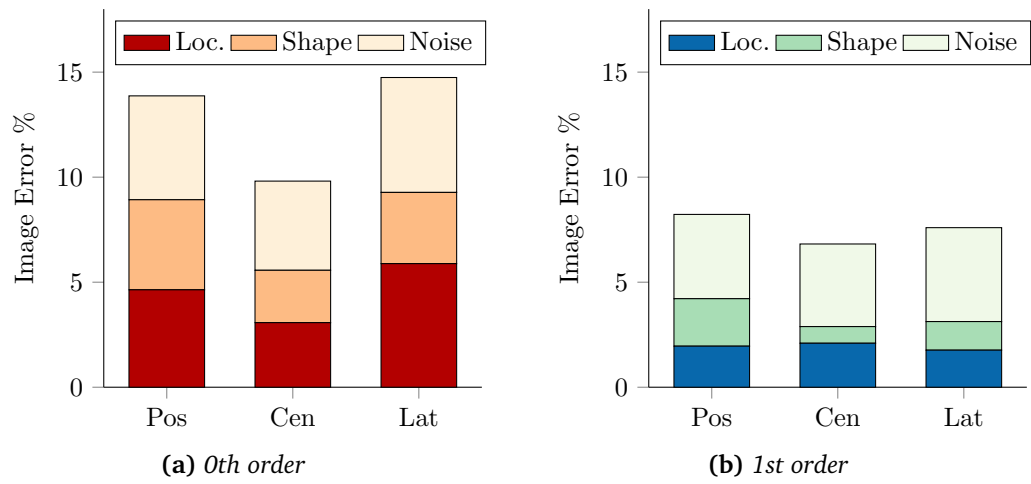 Loc. Shape Noise
15
10
5
0
Image Error %
Pos Cen Lat
(a) 0th order
Loc. Shape Noise
15
10
5
0
Image Error %
Pos Cen Lat
(b) 1st order